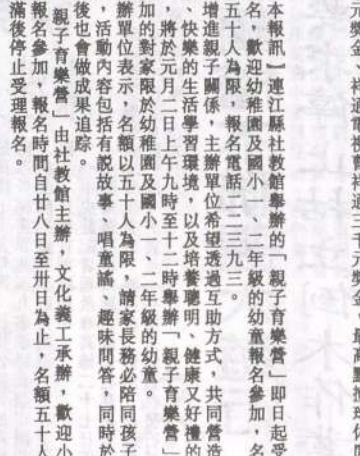 本報訊】連江縣社教館舉辦的「親子育樂營」即日起受
名，歡迎幼稚園及國小一、二年級的幼童報名參加，名
五十人為限，報名電話二二三九三。
增進親子關係，主辦單位希望透過互助方式，共同營造
、快樂的生活學習環境，以及培養聰明、健康又好禮的
，將於元月二日上午九時至十二時舉辦「親子育樂營」
加的對家限於幼稚園及國小一、二年級的幼童。
辦單位表示，名額以五十人為限，請家長務必陪同孩子
，活動內容包括有說故事、唱童謠、趣味問答，同時於
後也會做成果追踪。
親子育樂營」由社教館主辦，文化義工承辦，歡迎小
報名參加，報名時間自廿八日至卅日為止，名額五十人
滿後停止受理報名。